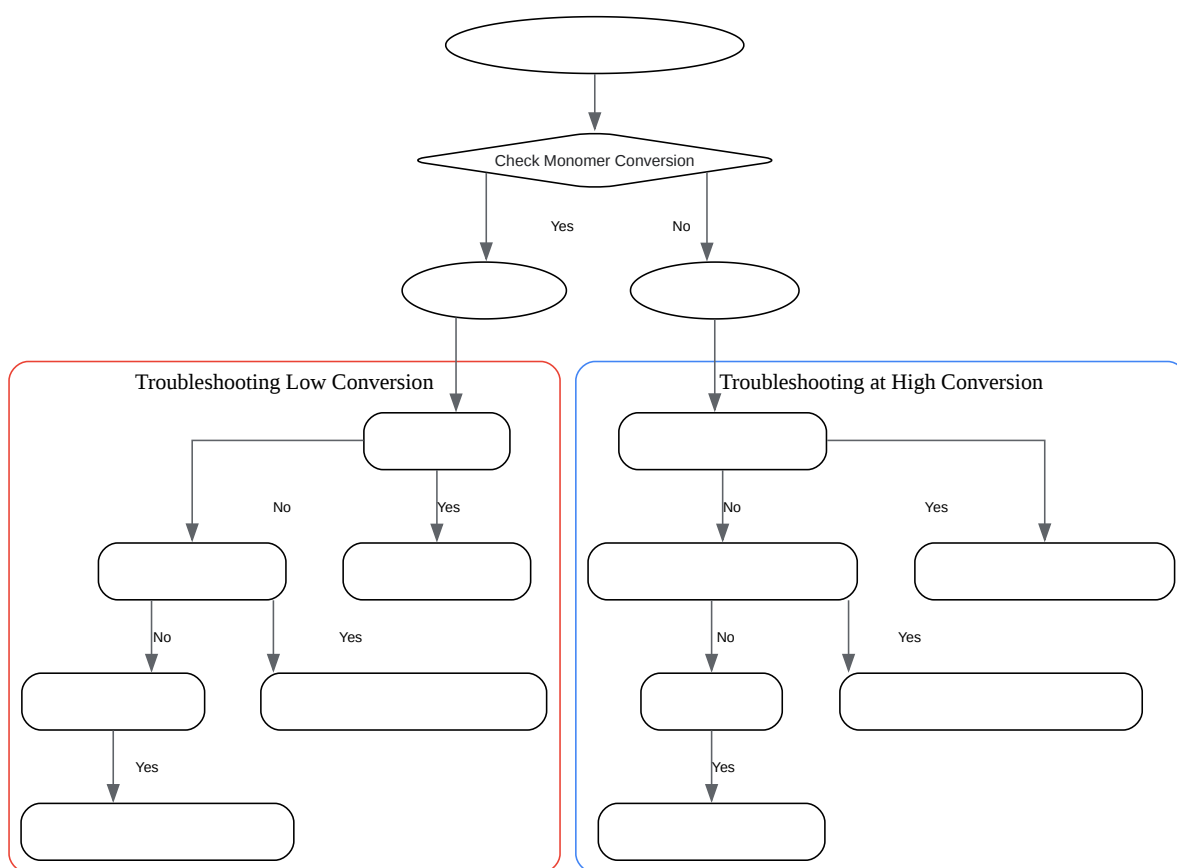 Check Monomer Conversion
Yes
No
Troubleshooting Low Conversion
Troubleshooting at High Conversion
No
Yes
No
Yes
No
Yes
No
Yes
Yes
Yes